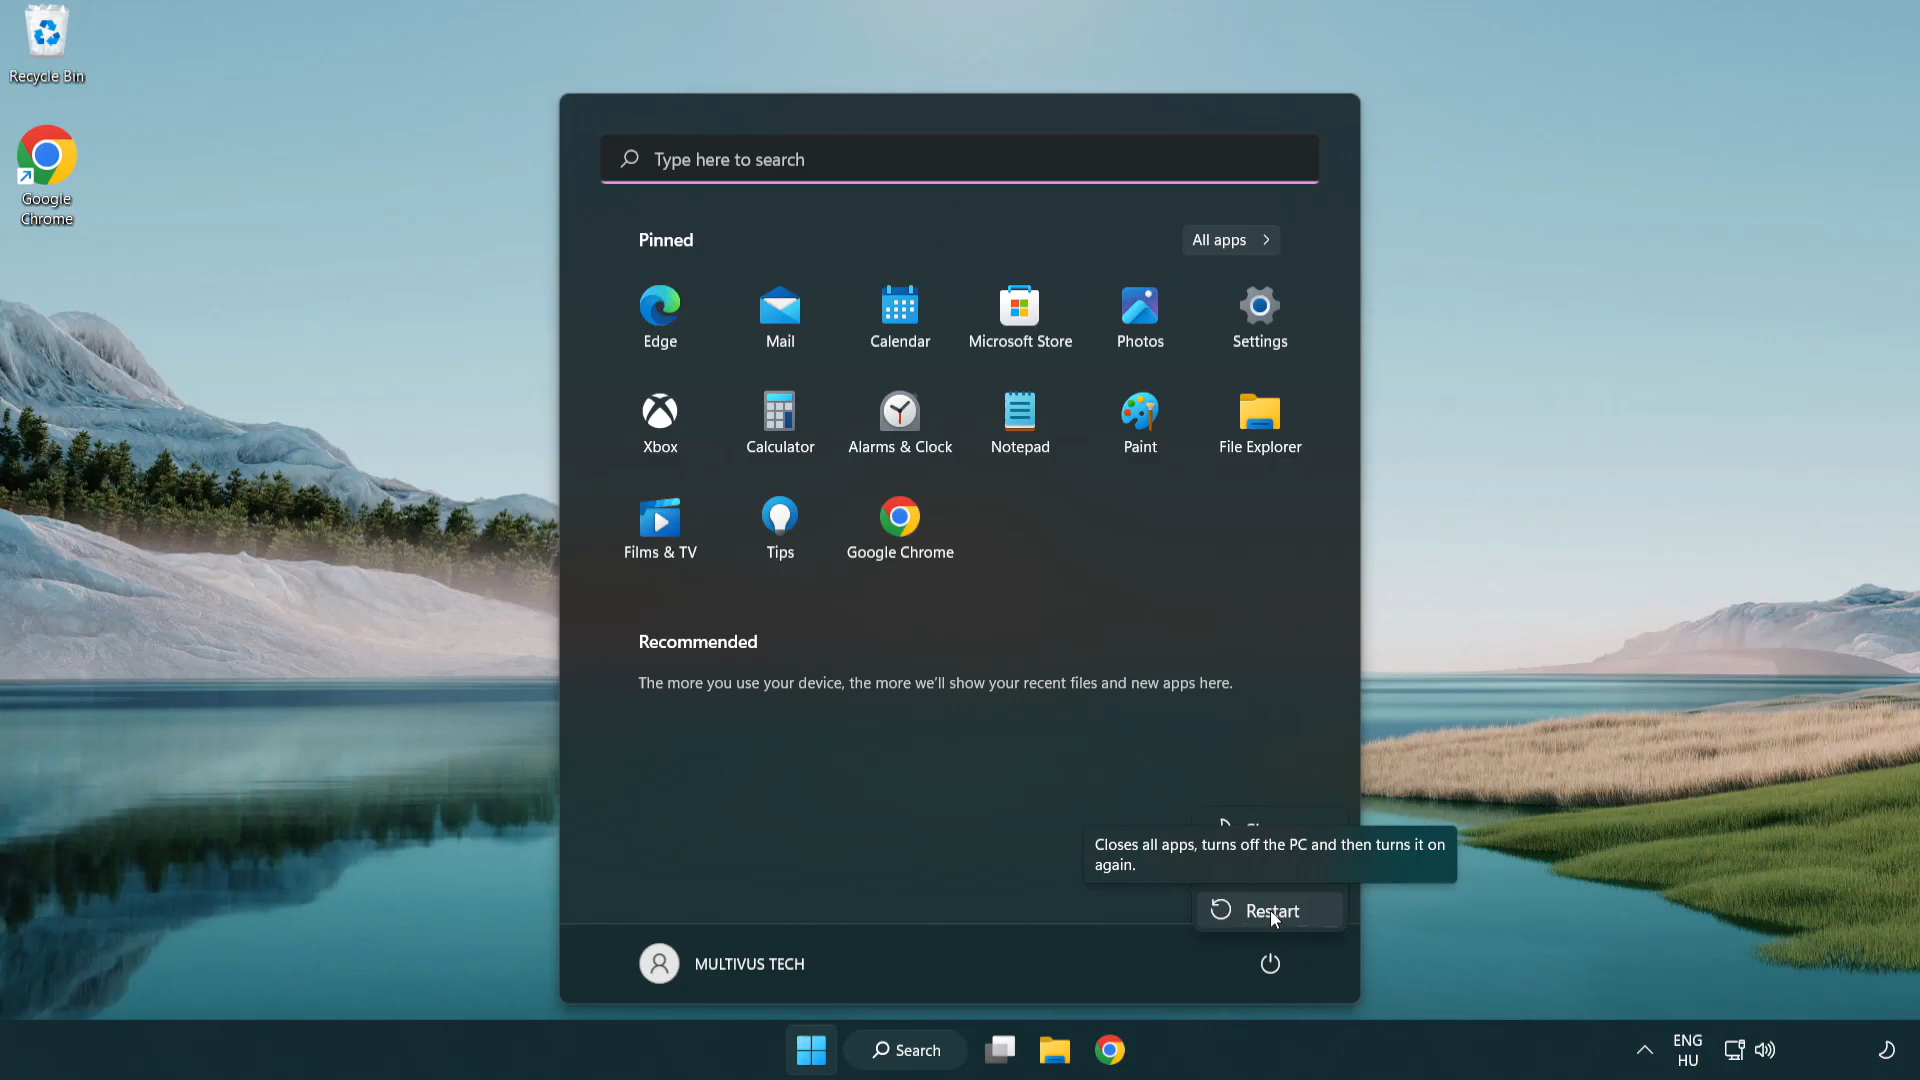 Recycle Bin
Google
Chrome
Type here to search
Pinned
All apps
Edge
Mail
Calendar
Microsoft Store
Photos
Settings
Xbox
Calculator
Alarms & Clock
Notepad
Paint
File Explorer
Films & TV
Tips
Google Chrome
Recommended
The more you use your device, the more we'll show your recent files and new apps here.
Closes all apps, turns off the PC and then turns it on
again.
Restart
MULTIVUS TECH
Search
ENG
HU